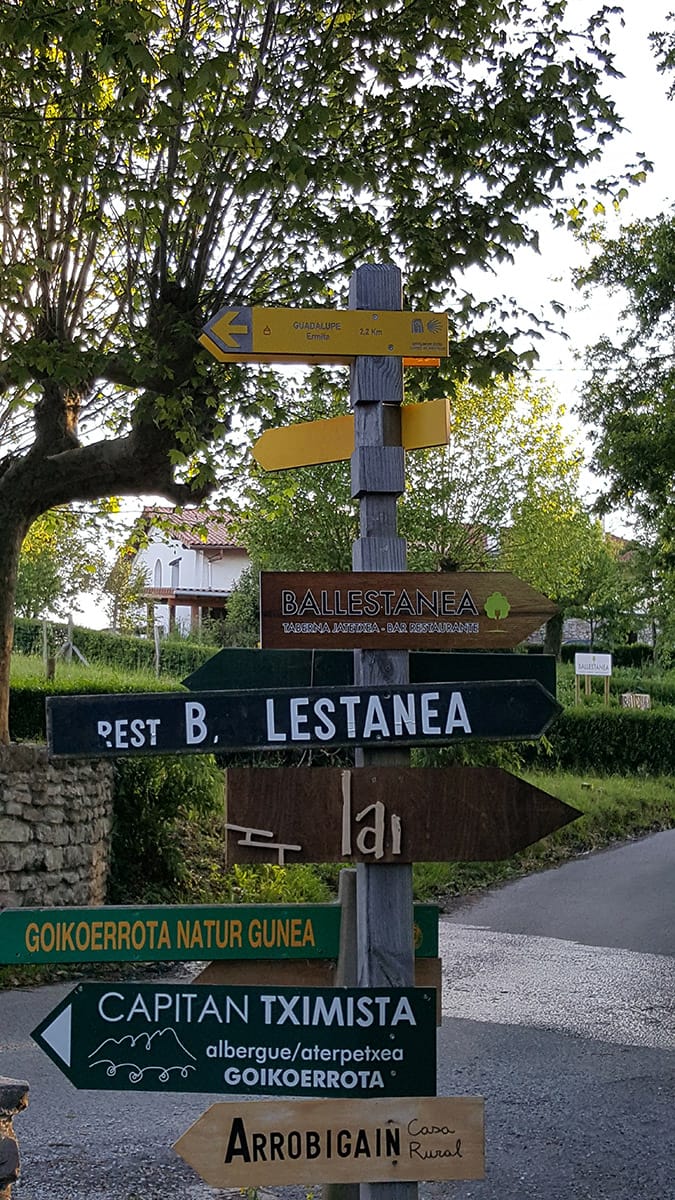 GUADALUPE 2,2 Km
Ermita
BALLESTANEA
TABERNA JATETXEA - BAR RESTAURANTE
BALLESTANEA
REST B. LESTANEA
lai
GOIKOERROTA NATUR GUNEA
CAPITAN TXIMISTA
albergue/aterpetxea
GOIKOERROTA
ARROBIGAIN Casa
Rural